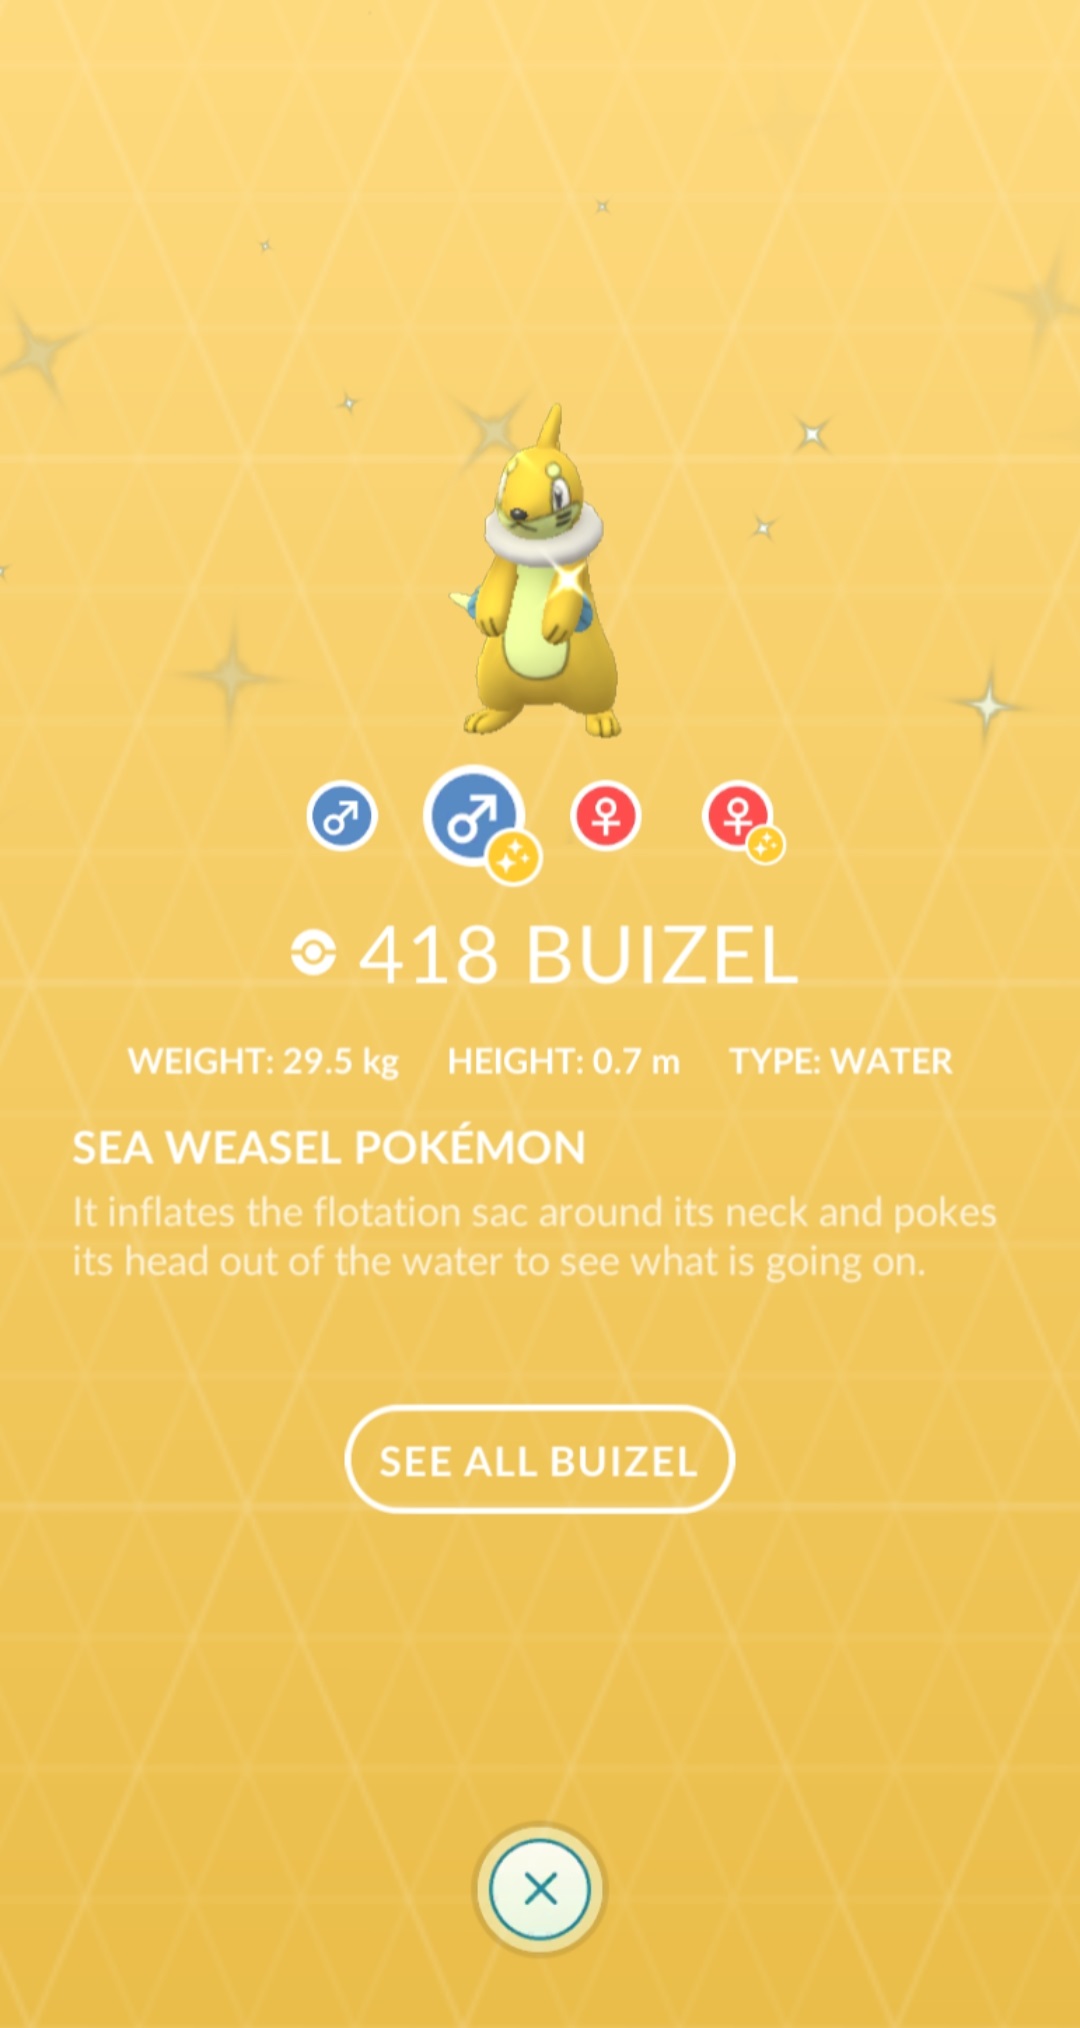 418 BUIZEL
WEIGHT: 29.5 kg HEIGHT: 0.7 m TYPE: WATER
SEA WEASEL POKÉMON
It inflates the flotation sac around its neck and pokes
its head out of the water to see what is going on.
SEE ALL BUIZEL